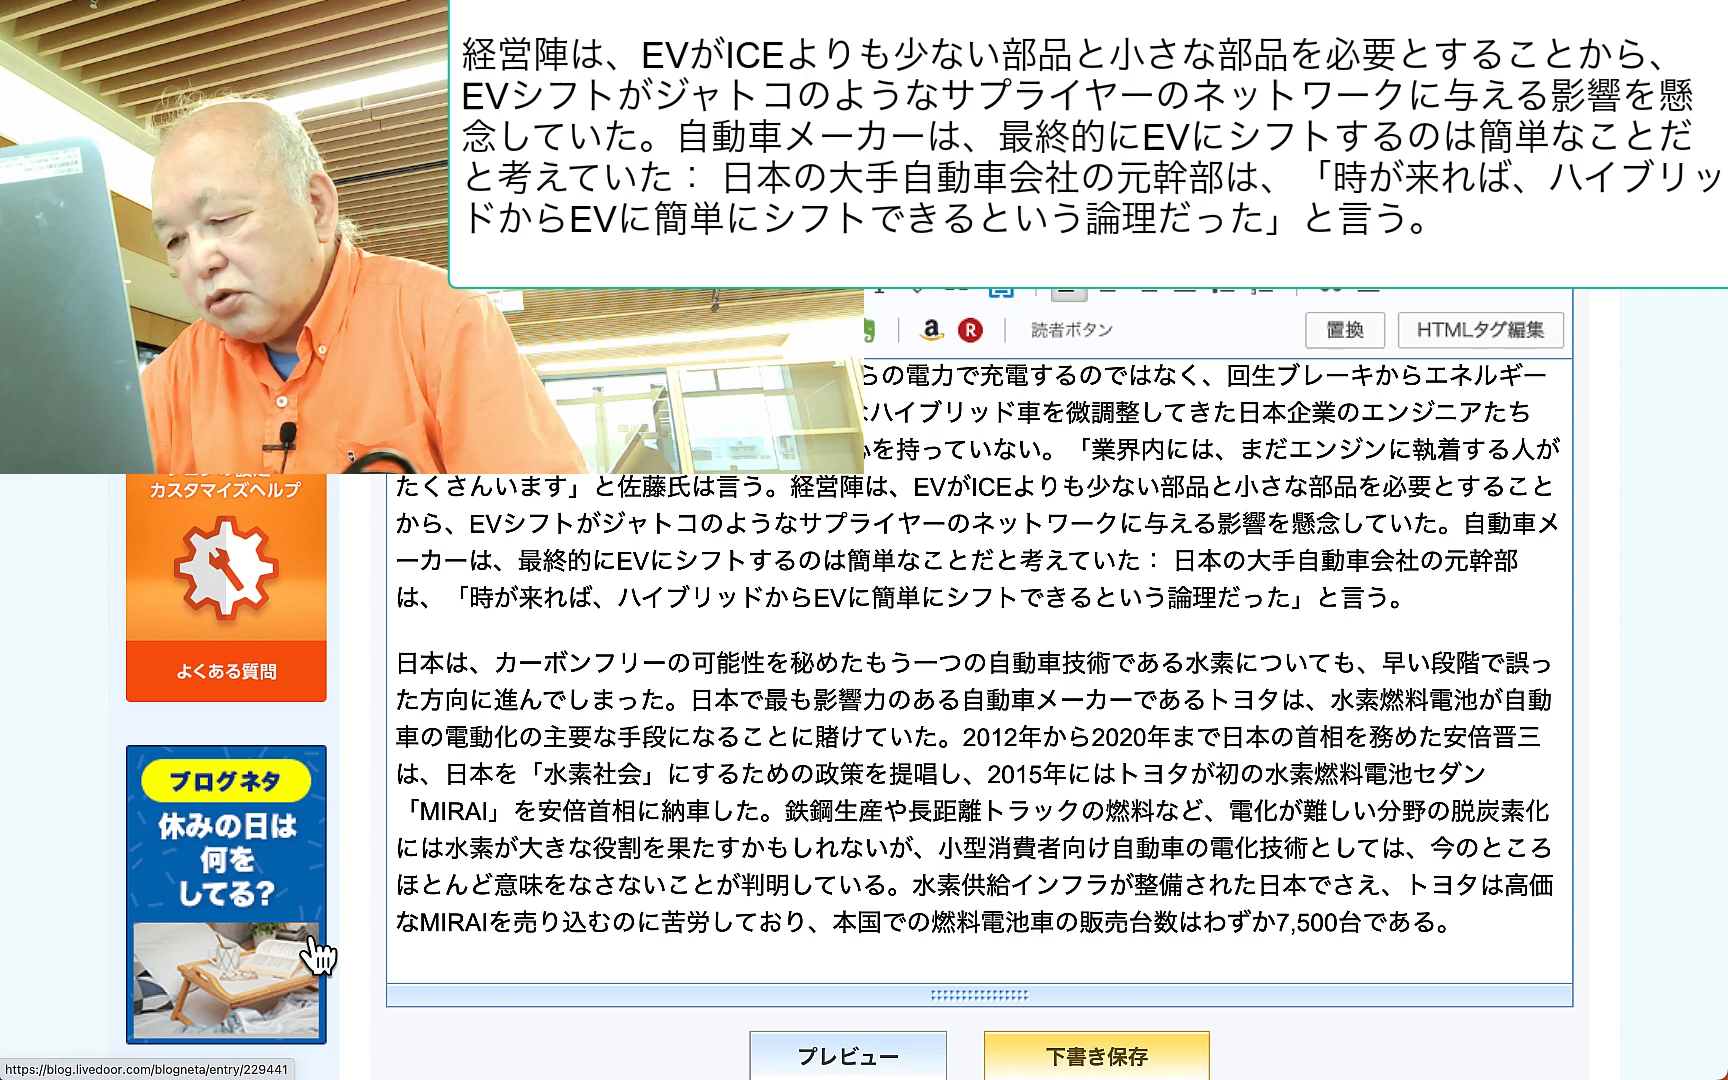 経営陣は、EVがICEよりも少ない部品と小さな部品を必要とすることから、
EVシフトがジャトコのようなサプライヤーのネットワークに与える影響を懸
念していた。自動車メーカーは、最終的にEVにシフトするのは簡単なことだ
と考えていた： 日本の大手自動車会社の元幹部は、「時が来れば、ハイブリッ
ドからEVに簡単にシフトできるという論理だった」と言う。
a
R
読者ボタン
置換
HTMLタグ編集
らの電力で充電するのではなく、回生ブレーキからエネルギー
ハイブリッド車を微調整してきた日本企業のエンジニアたち
を持っていない。「業界内には、まだエンジンに執着する人が
たくさんいます」と佐藤氏は言う。経営陣は、EVがICEよりも少ない部品と小さな部品を必要とすること
から、EVシフトがジャトコのようなサプライヤーのネットワークに与える影響を懸念していた。自動車メ
ーカーは、最終的にEVにシフトするのは簡単なことだと考えていた： 日本の大手自動車会社の元幹部
は、「時が来れば、ハイブリッドからEVに簡単にシフトできるという論理だった」と言う。
日本は、カーボンフリーの可能性を秘めたもう一つの自動車技術である水素についても、早い段階で誤っ
た方向に進んでしまった。日本で最も影響力のある自動車メーカーであるトヨタは、水素燃料電池が自動
車の電動化の主要な手段になることに賭けていた。2012年から2020年まで日本の首相を務めた安倍晋三
は、日本を「水素社会」にするための政策を提唱し、2015年にはトヨタが初の水素燃料電池セダン
「MIRAI」を安倍首相に納車した。鉄鋼生産や長距離トラックの燃料など、電化が難しい分野の脱炭素化
には水素が大きな役割を果たすかもしれないが、小型消費者向け自動車の電化技術としては、今のところ
ほとんど意味をなさないことが判明している。水素供給インフラが整備された日本でさえ、トヨタは高価
なMIRAIを売り込むのに苦労しており、本国での燃料電池車の販売台数はわずか7,500台である。
カスタマイズヘルプ
よくある質問
ブログネタ
休みの日は
何を
してる?
プレビュー
下書き保存
https://blog.livedoor.com/blogneta/entry/229441